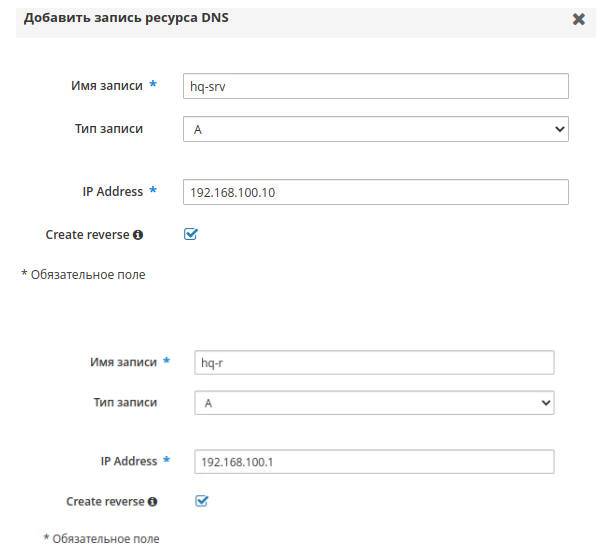 Добавить запись ресурса DNS
Имя записи * hq-srv
Тип записи A
IP Address * 192.168.100.10
Create reverse
* Обязательное поле
Имя записи * hq-r
Тип записи A
IP Address * 192.168.100.1
Create reverse
* Обязательное поле